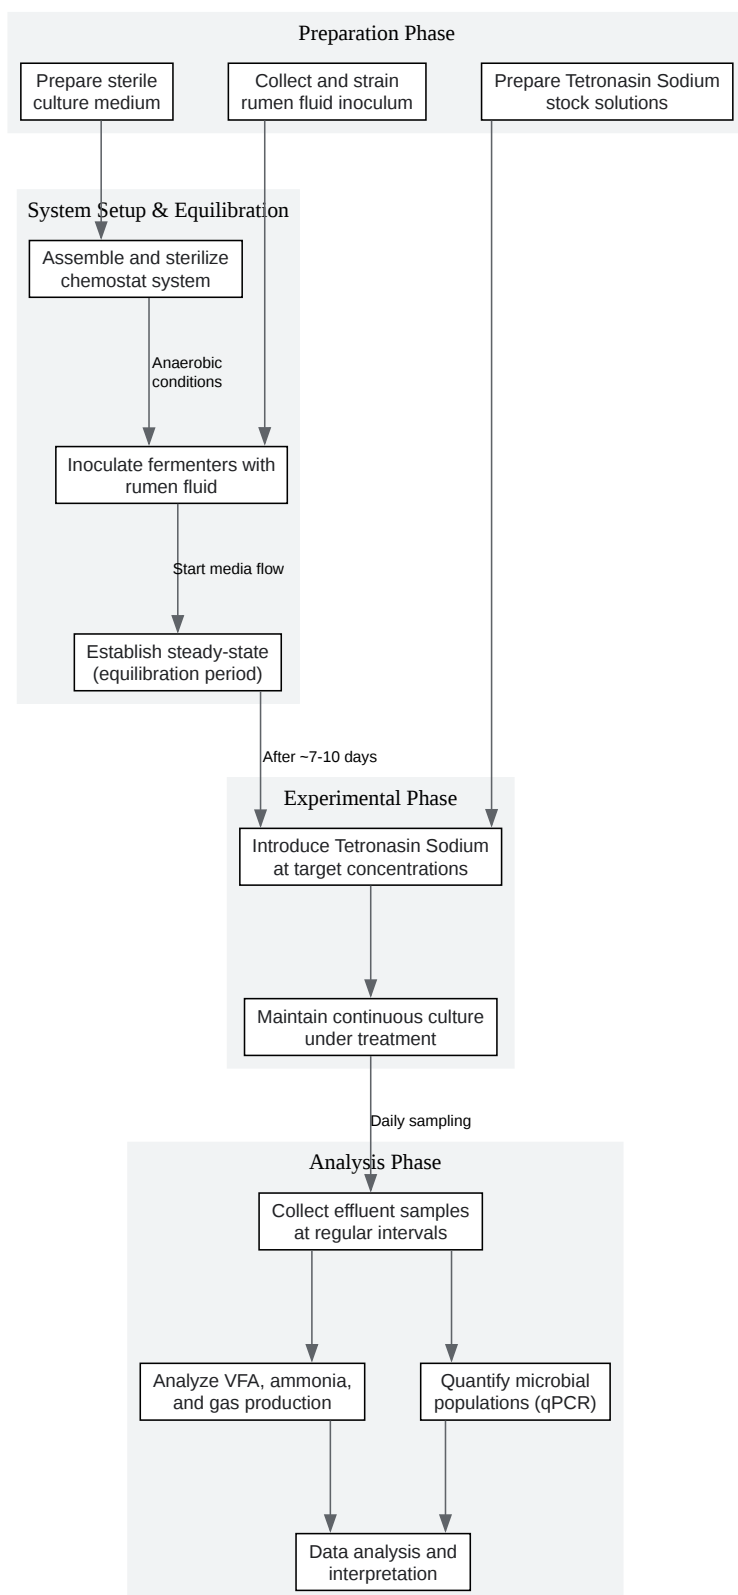 Preparation Phase
Prepare sterile
culture medium
Collect and strain
rumen fluid inoculum
Prepare Tetronasin Sodium
stock solutions
System Setup & Equilibration
Assemble and sterilize
chemostat system
Anaerobic
conditions
Inoculate fermenters with
rumen fluid
Start media flow
Establish steady-state
(equilibration period)
After ~7-10 days
Experimental Phase
Introduce Tetronasin Sodium
at target concentrations
Maintain continuous culture
under treatment
Daily sampling
Analysis Phase
Collect effluent samples
at regular intervals
Analyze VFA, ammonia,
and gas production
Quantify microbial
populations (qPCR)
Data analysis and
interpretation